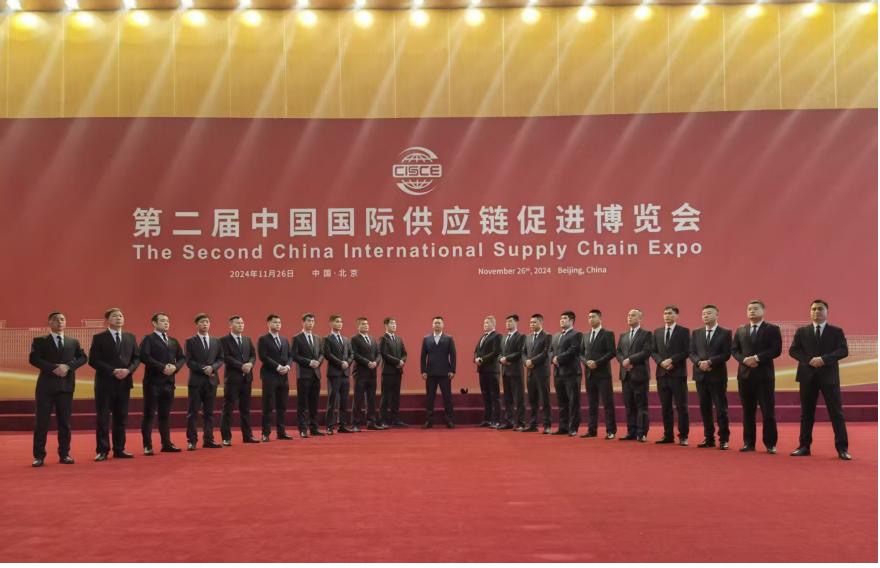 CISCE
第二届中国国际供应链促进博览会
The Second China International Supply Chain Expo
2024年11月26日 中国·北京 November 26th, 2024 Beijing, China